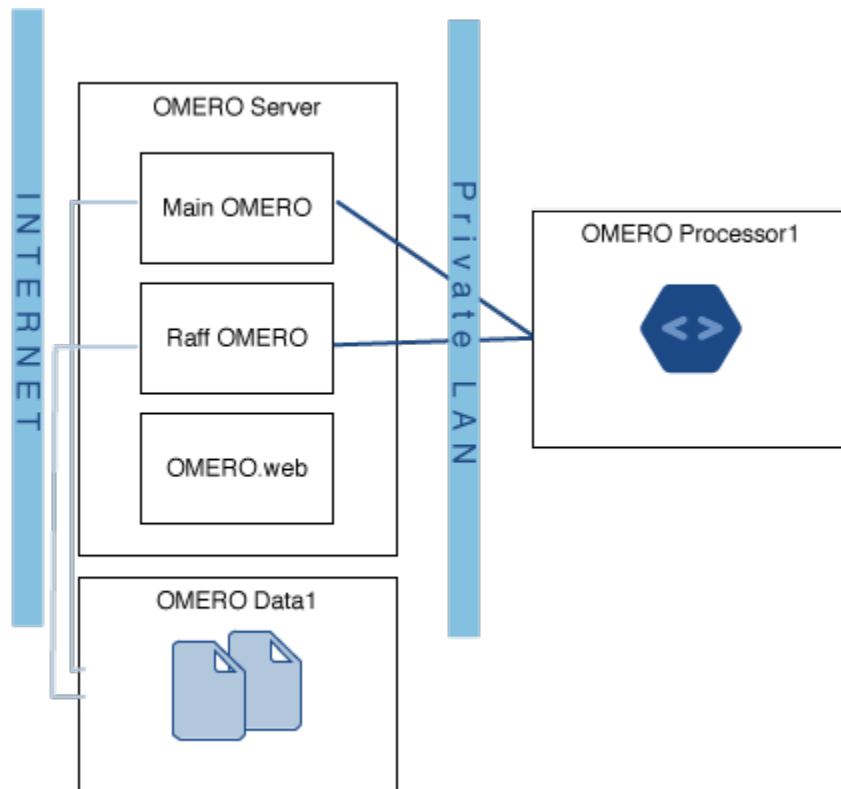 INTERNET
OMERO Server
Main OMERO
Raff OMERO
OMERO.web
OMERO Data1
Private LAN
OMERO Processor1
< >